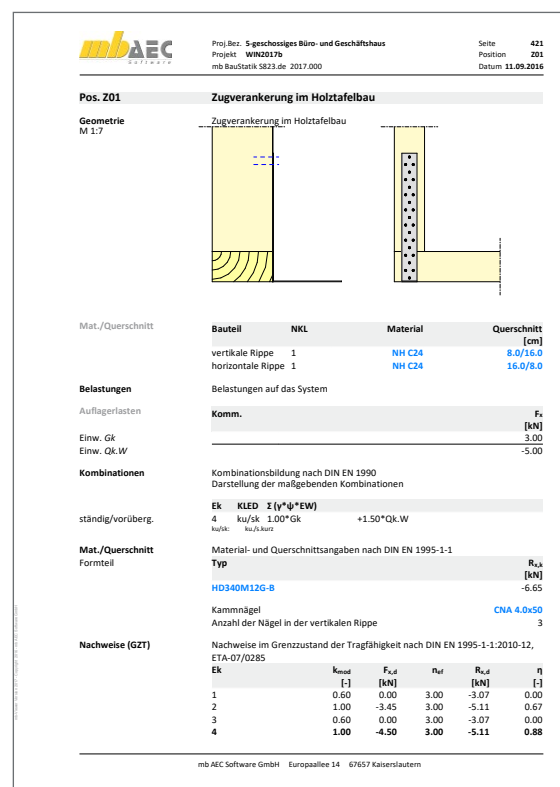 mbAEC
Software
Proj.Bez. 5-geschossiges Büro- und Geschäftshaus Seite 421
Projekt WIN2017b Position Z01
mb BauStatik S823.de 2017.000 Datum 11.09.2016
Pos. Z01 Zugverankerung im Holztafelbau
Geometrie Zugverankerung im Holztafelbau
M 1:7
Mat./Querschnitt Bauteil NKL Material Querschnitt
[cm]
vertikale Rippe 1 NH C24 8.0/16.0
horizontale Rippe 1 NH C24 16.0/8.0
Belastungen Belastungen auf das System
Auflagerlasten Komm. Fx
[kN]
Einw. Gk 3.00
Einw. Qk.W -5.00
Kombinationen Kombinationsbildung nach DIN EN 1990
Darstellung der maßgebenden Kombinationen
Ek KLED Σ (γ*ψ*EW)
ständig/vorüberg. 4 ku/sk 1.00*Gk +1.50*Qk.W
ku/sk: ku./s.kurz
Mat./Querschnitt Material- und Querschnittsangaben nach DIN EN 1995-1-1
Formteil Typ Rx,k
[kN]
HD340M12G-B -6.65
Kammnägel CNA 4.0x50
Anzahl der Nägel in der vertikalen Rippe 3
Nachweise (GZT) Nachweise im Grenzzustand der Tragfähigkeit nach DIN EN 1995-1-1:2010-12,
ETA-07/0285
Ek kmod Fx,d nef Rx,d η
[-] [kN] [kN] [-]
1 0.60 0.00 3.00 -3.07 0.00
2 1.00 -3.45 3.00 -5.11 0.67
3 0.60 0.00 3.00 -3.07 0.00
4 1.00 -4.50 3.00 -5.11 0.88
mb AEC Software GmbH Europaallee 14 67657 Kaiserslautern